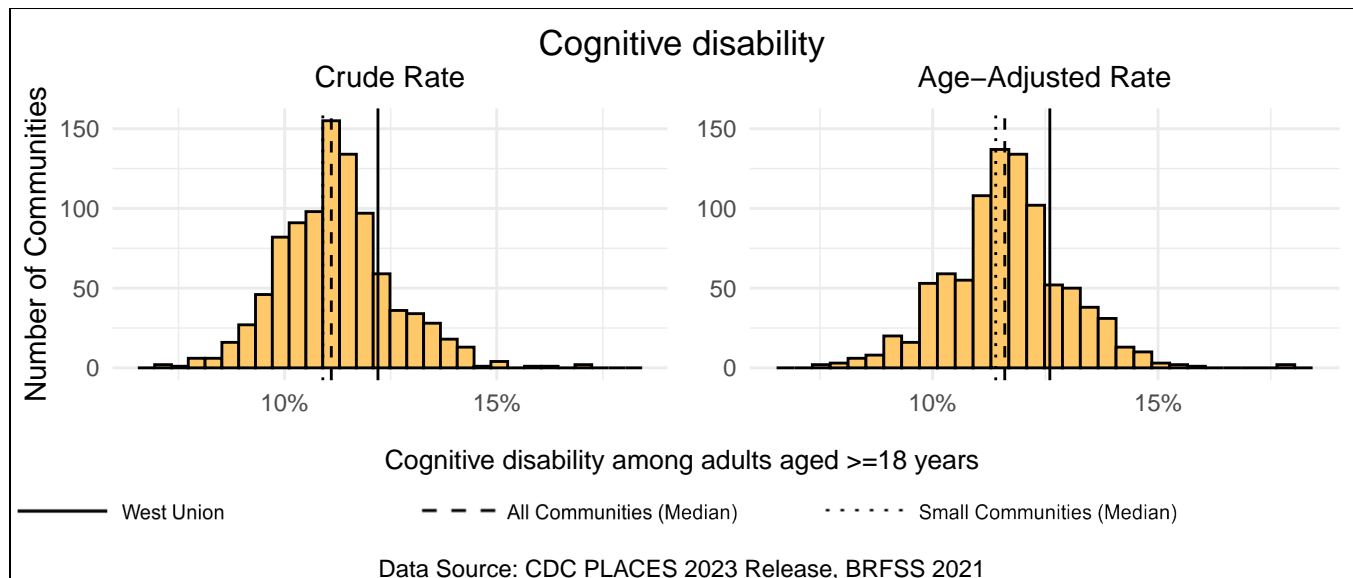 Cognitive disability
Crude Rate
Age−Adjusted Rate
Number of Communities
150
100
50
0
10%
15%
150
100
50
0
10%
15%
Cognitive disability among adults aged >=18 years
West Union
All Communities (Median)
Small Communities (Median)
Data Source: CDC PLACES 2023 Release, BRFSS 2021